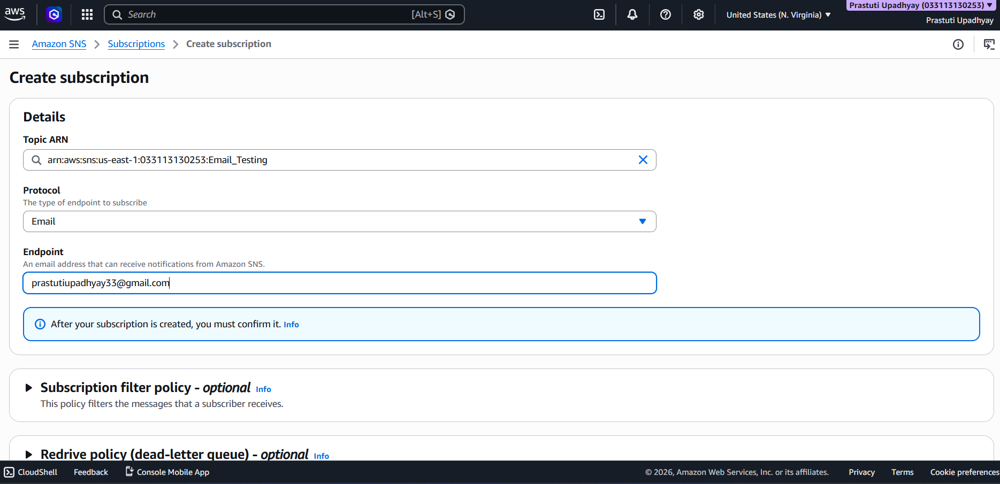 aws
Search
[Alt+S]
United States (N. Virginia)
Prastuti Upadhyay (033113130253)
Prastuti Upadhyay
Amazon SNS
Subscriptions
Create subscription
Create subscription
Details
Topic ARN
arn:aws:sns:us-east-1:033113130253:Email_Testing
Protocol
The type of endpoint to subscribe
Email
Endpoint
An email address that can receive notifications from Amazon SNS.
prastutiupadhyay33@gmail.com
After your subscription is created, you must confirm it. Info
Subscription filter policy - optional Info
This policy filters the messages that a subscriber receives.
Redrive policy (dead-letter queue) - optional Info
CloudShell
Feedback
Console Mobile App
© 2026, Amazon Web Services, Inc. or its affiliates.
Privacy
Terms
Cookie preferences